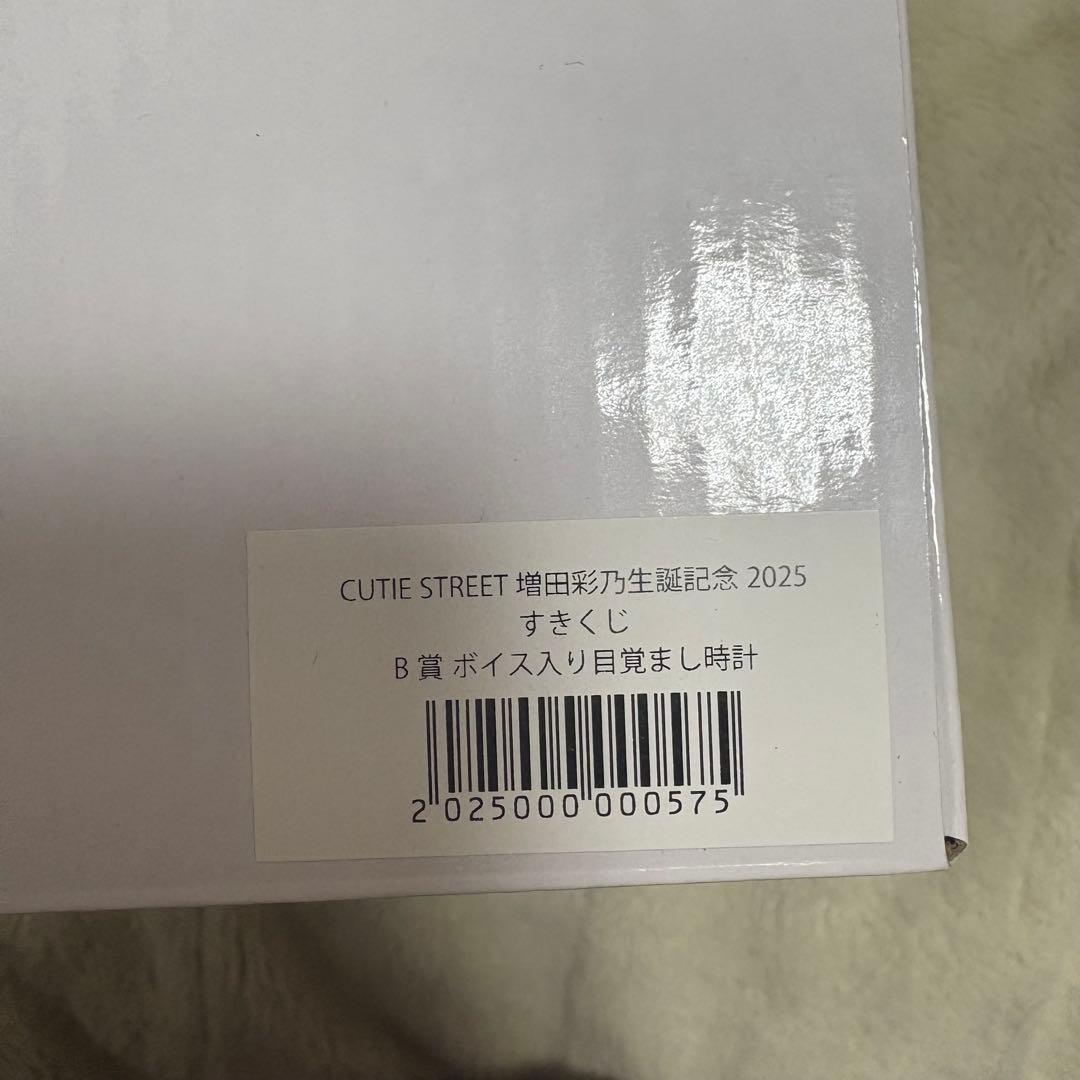 CUTIE STREET 増田彩乃生誕記念 2025
すきくじ
B 賞 ボイス入り目覚まし時計
2 025000 000575